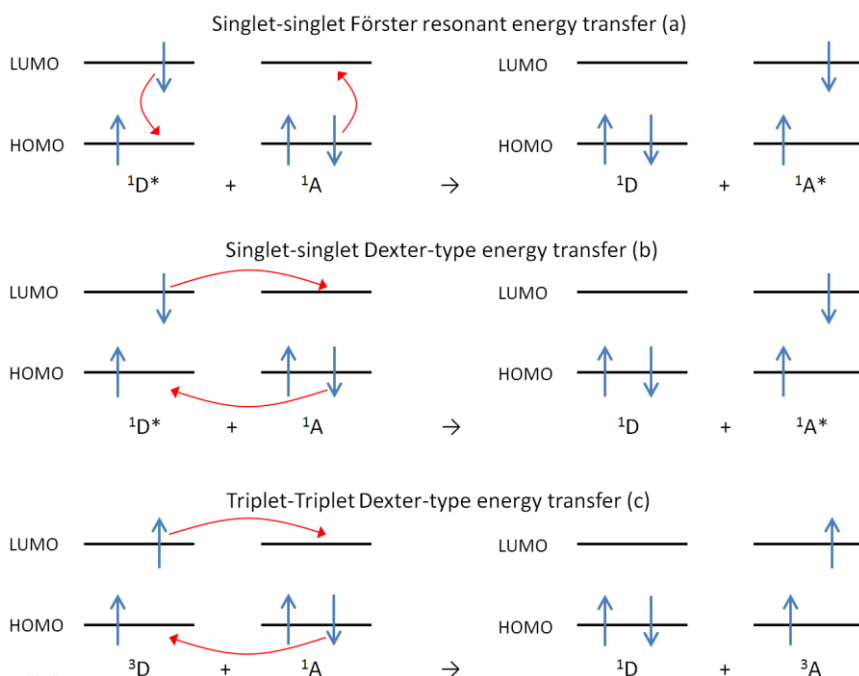 Singlet-singlet Förster resonant energy transfer (a)
LUMO
HOMO
¹D* + ¹A → ¹D + ¹A*
LUMO
HOMO
Singlet-singlet Dexter-type energy transfer (b)
LUMO
HOMO
¹D* + ¹A → ¹D + ¹A*
LUMO
HOMO
Triplet-Triplet Dexter-type energy transfer (c)
LUMO
HOMO
³D + ¹A → ¹D + ³A
LUMO
HOMO